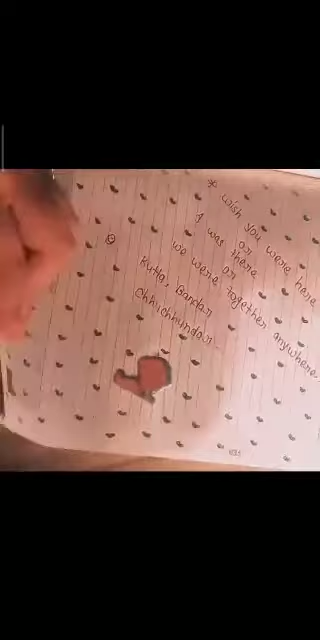 * wish you were here
or
I was there
or
we were together anywhere.
Kutta, Bandar
Chhuchhundar..